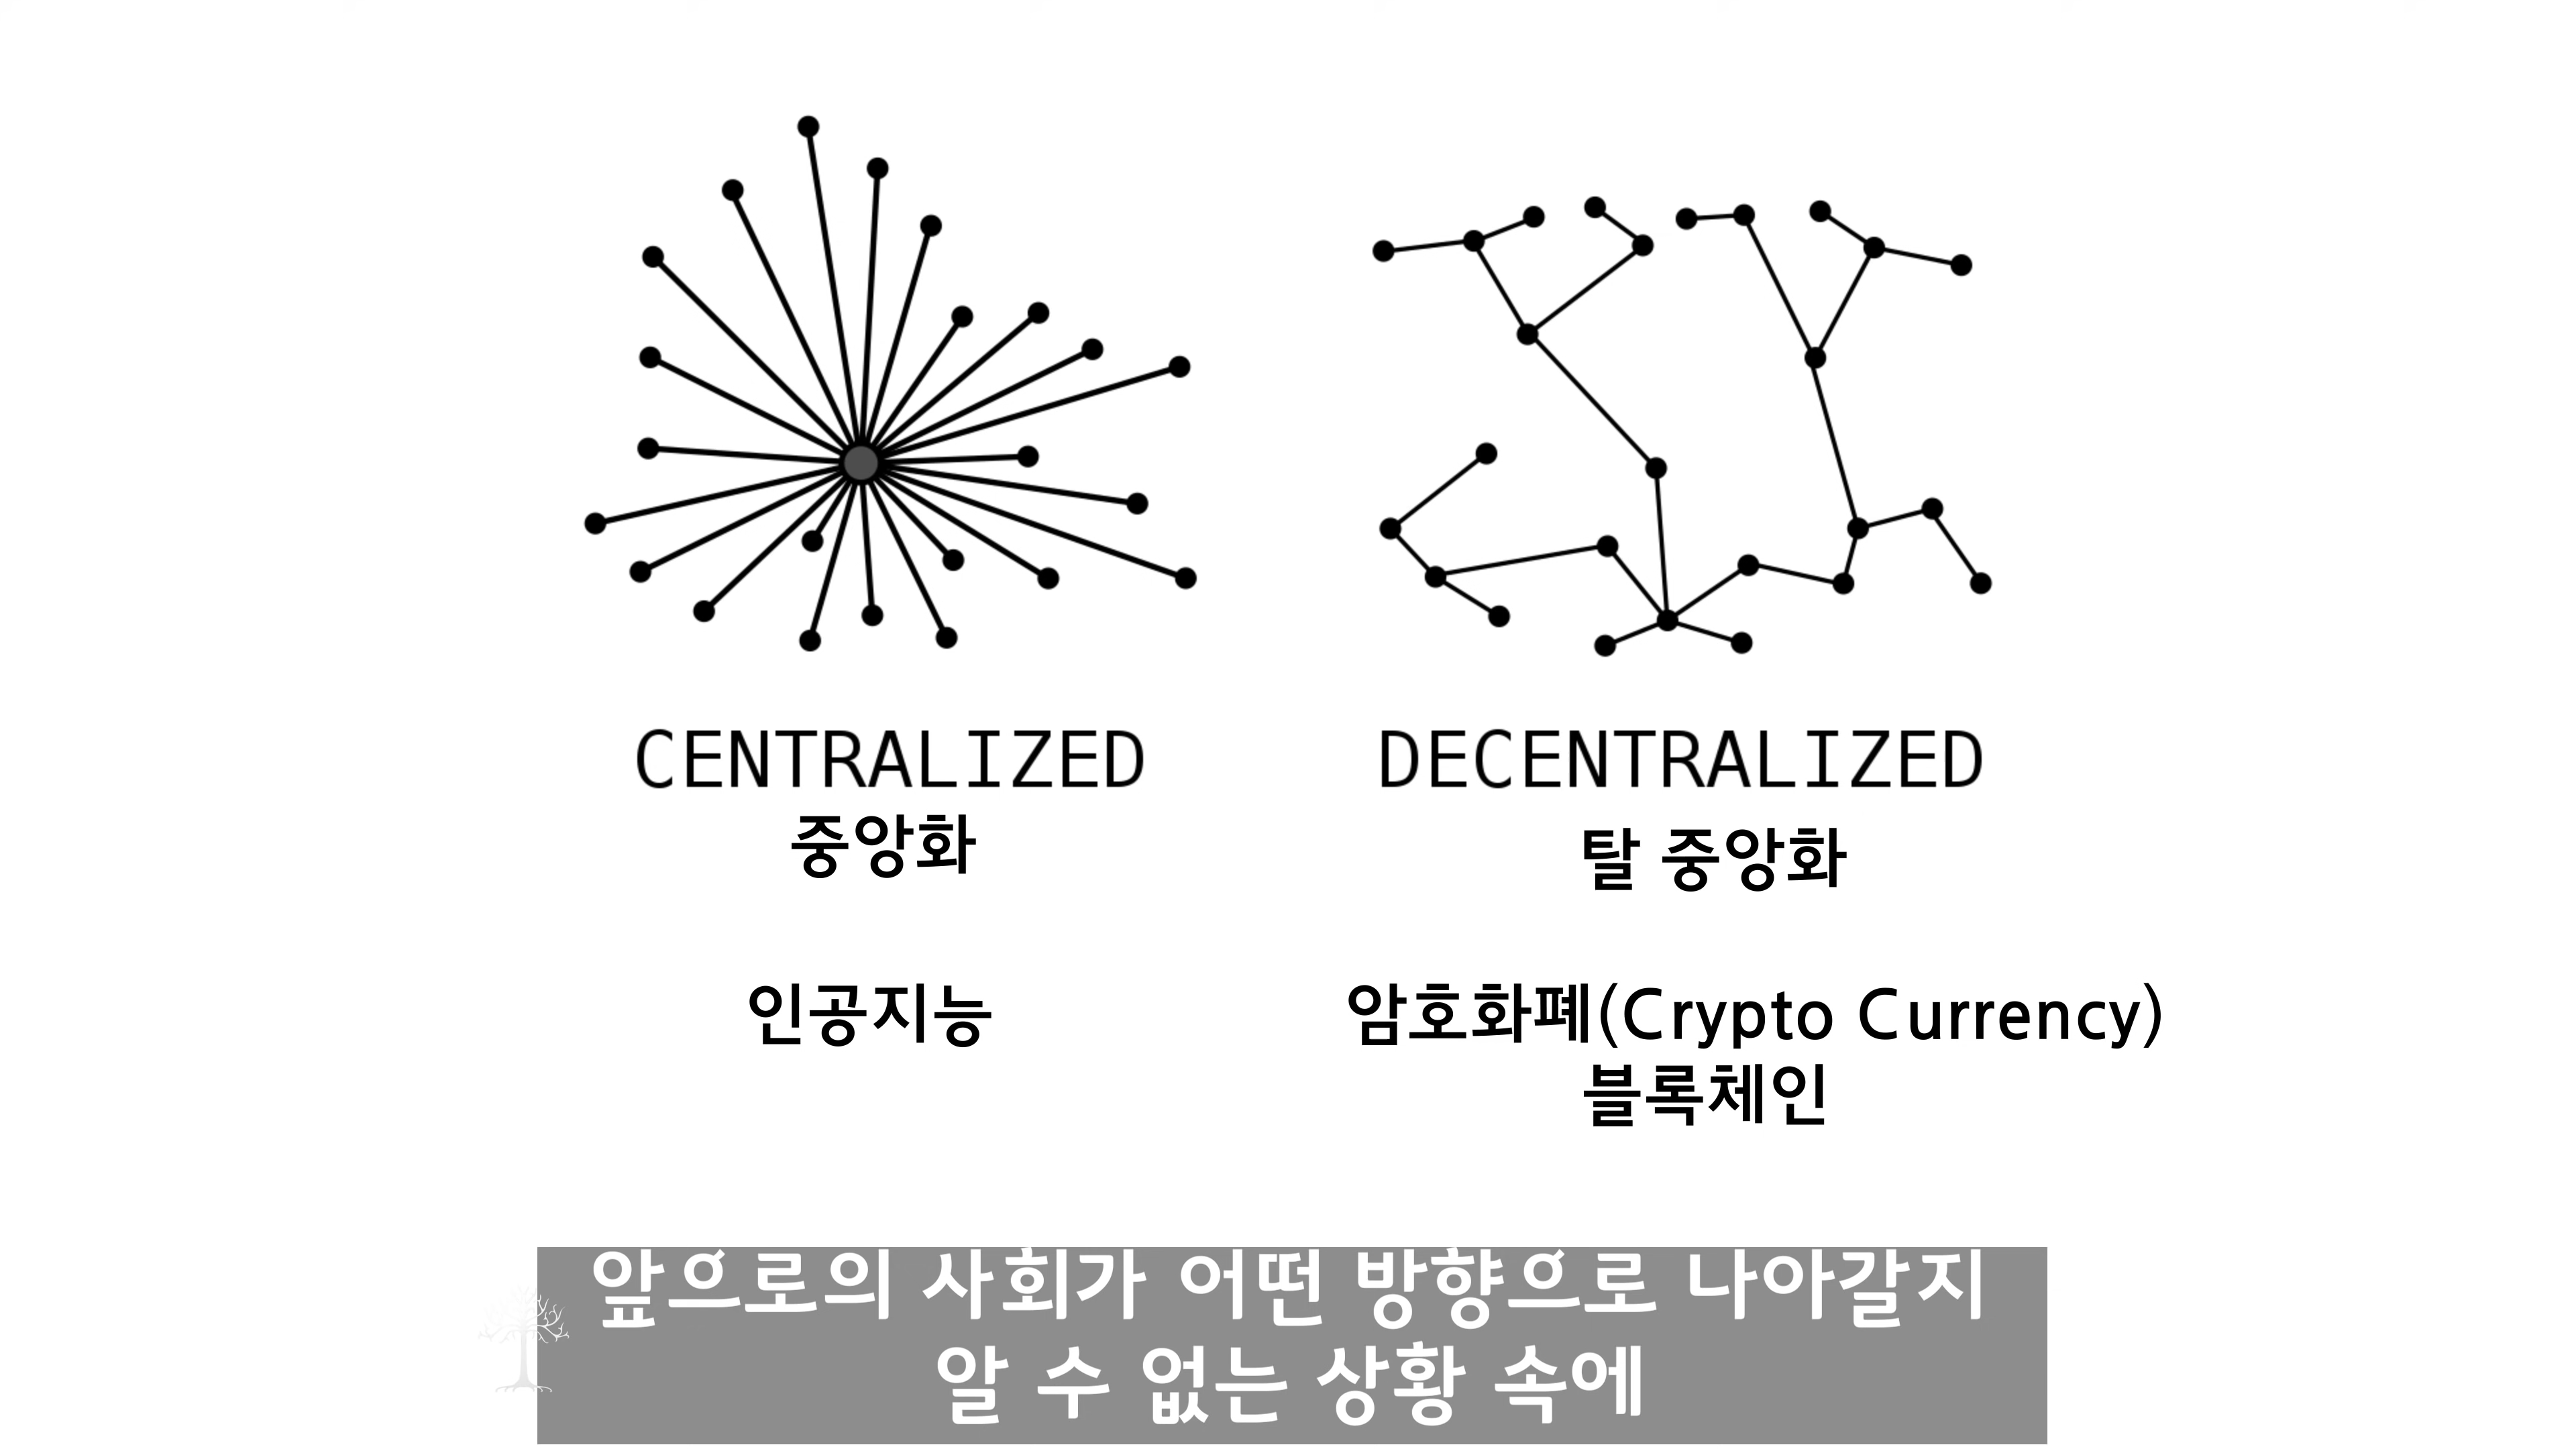 CENTRALIZED
중앙화
인공지능
DECENTRALIZED
탈 중앙화
암호화폐(Crypto Currency)
블록체인
앞으로의 사회가 어떤 방향으로 나아갈지
알 수 없는 상황 속에